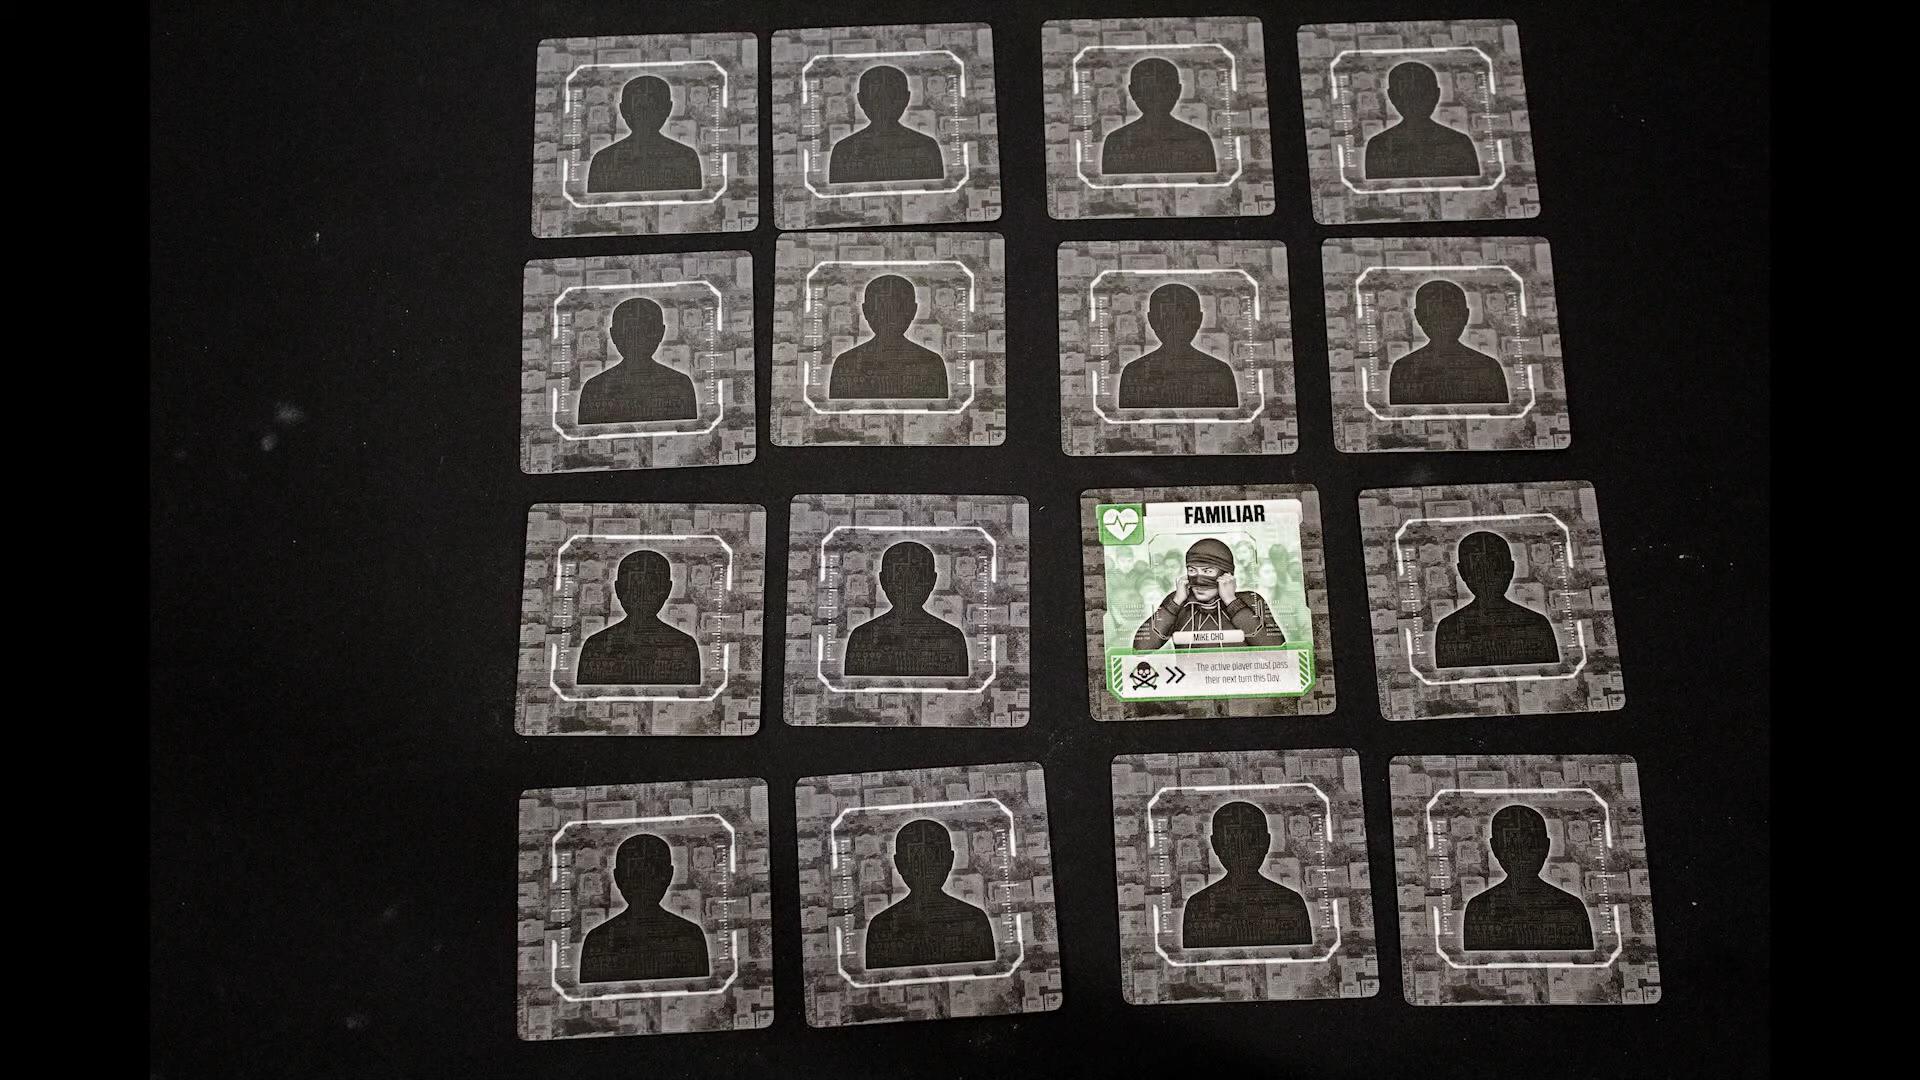 FAMILIAR
MIKE CHO
The active player must pass
their next turn this Day.